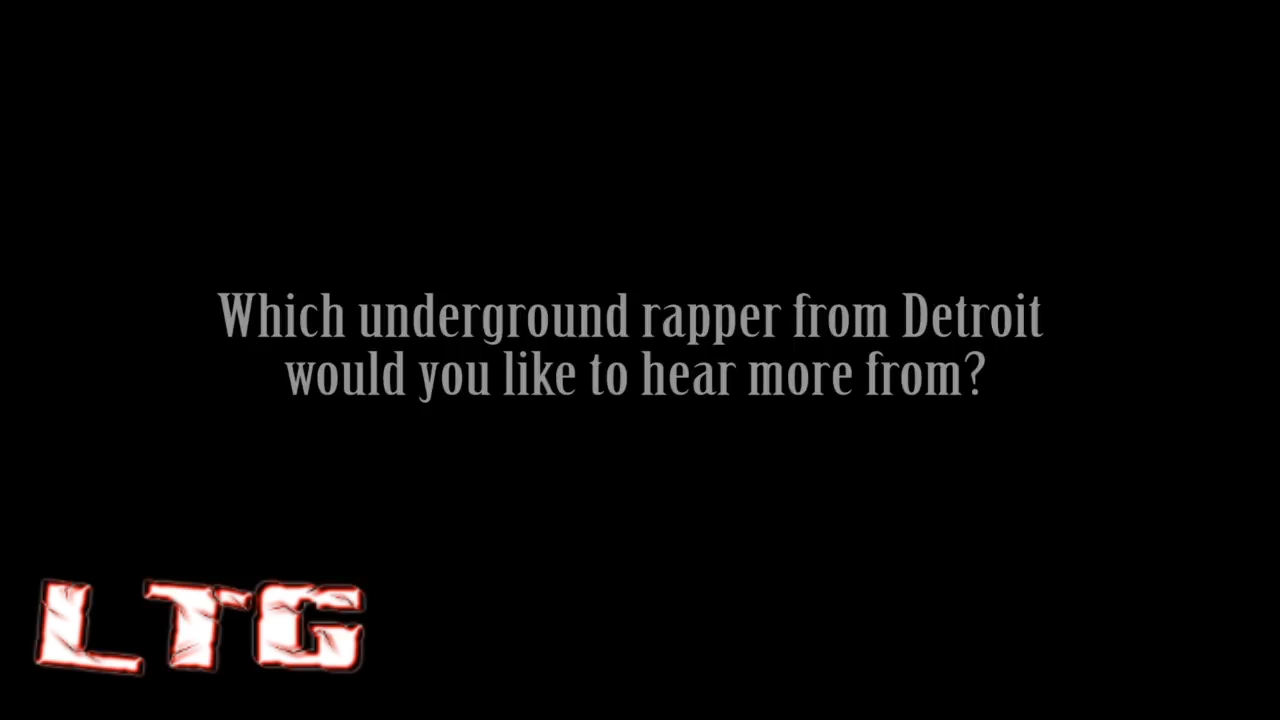 Which underground rapper from Detroit
would you like to hear more from?
LTG